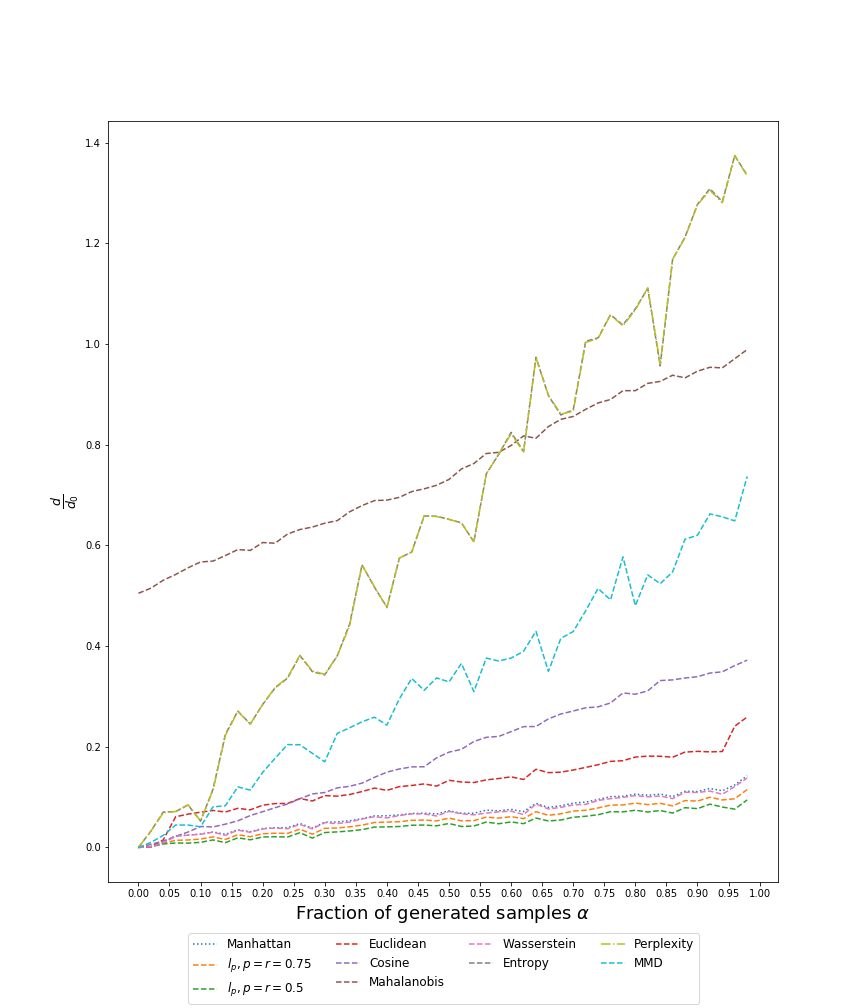 1.4
1.2
1.0
0.8
0.6
0.4
0.2
0.0
d/d₀
0.00 0.05 0.10 0.15 0.20 0.25 0.30 0.35 0.40 0.45 0.50 0.55 0.60 0.65 0.70 0.75 0.80 0.85 0.90 0.95 1.00
Fraction of generated samples α
Manhattan Euclidean Wasserstein Perplexity
lₚ, p = r = 0.75 Cosine Entropy MMD
lₚ, p = r = 0.5 Mahalanobis